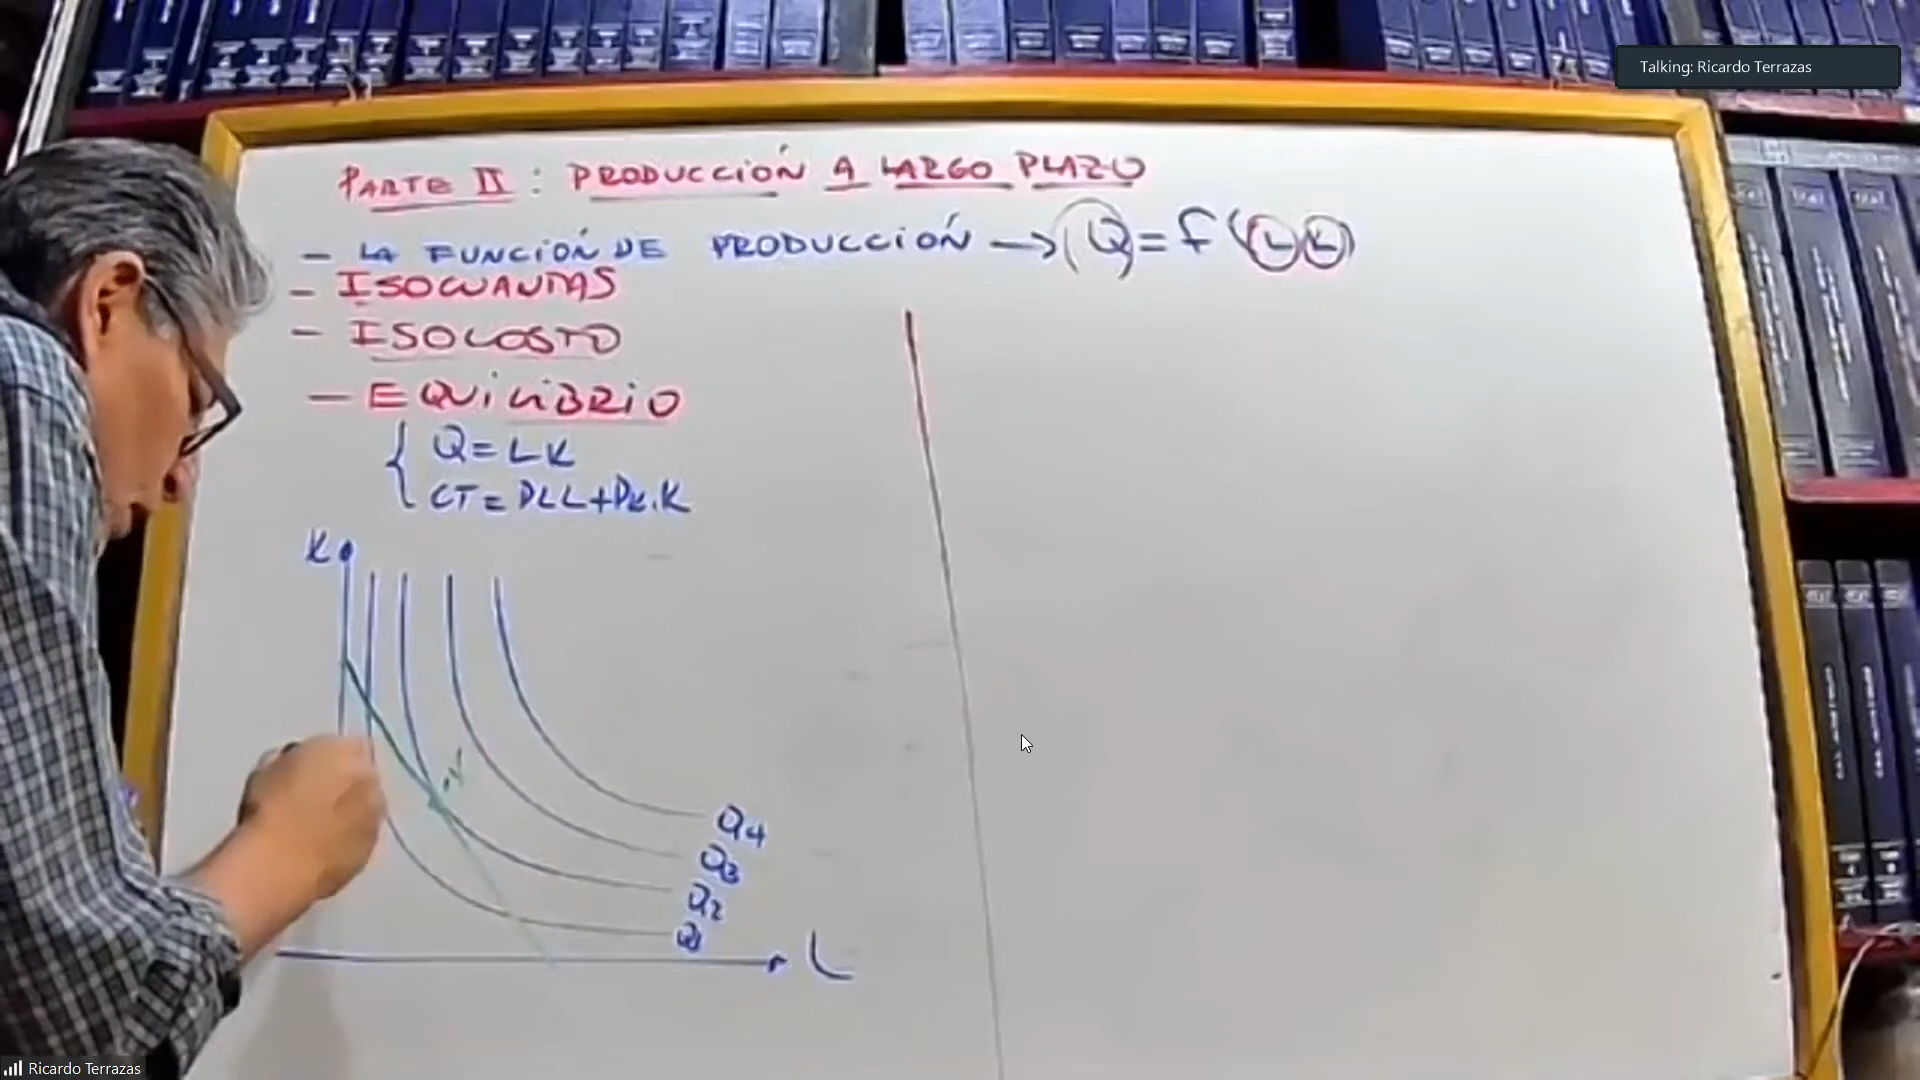 Talking: Ricardo Terrazas
PARTE II : PRODUCCIÓN A LARGO PLAZO
- LA FUNCIÓN DE PRODUCCIÓN → Q = f (L K)
- ISOCUANTAS
- ISOCOSTO
- EQUILIBRIO
Q = LK
CT = PLL + PK.K
K
Q4
Q3
Q2
Q1
L
Ricardo Terrazas